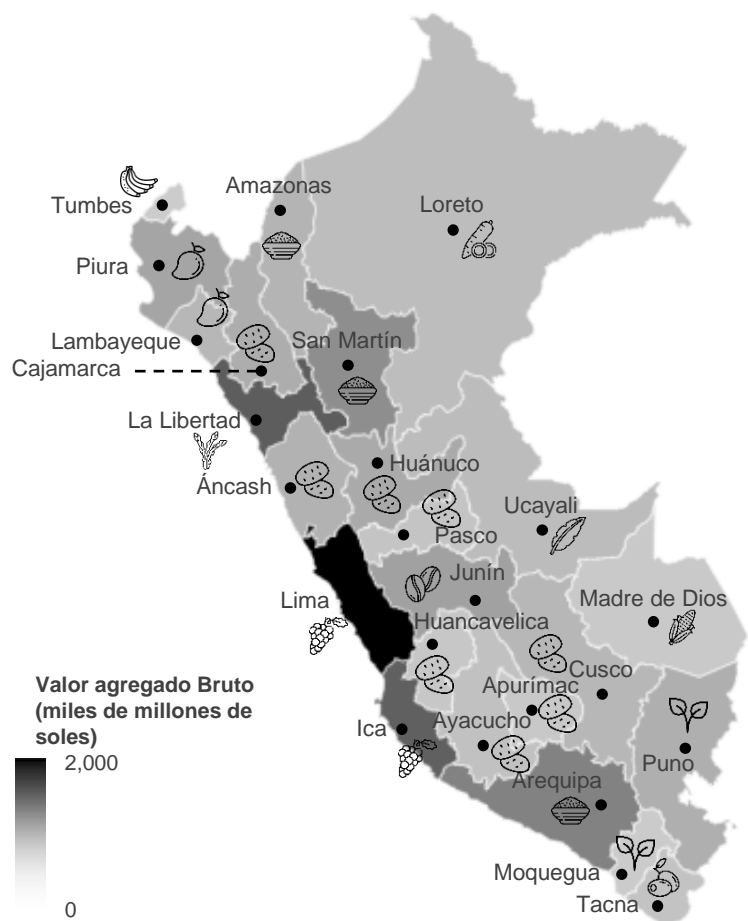 Amazonas
Tumbes
Loreto
Piura
Lambayeque
San Martín
Cajamarca
La Libertad
Huánuco
Áncash
Ucayali
Pasco
Junín
Lima
Madre de Dios
Huancavelica
Cusco
Valor agregado Bruto
(miles de millones de
soles)
Apurímac
Ayacucho
Ica
2,000
Puno
Arequipa
Moquegua
Tacna
0